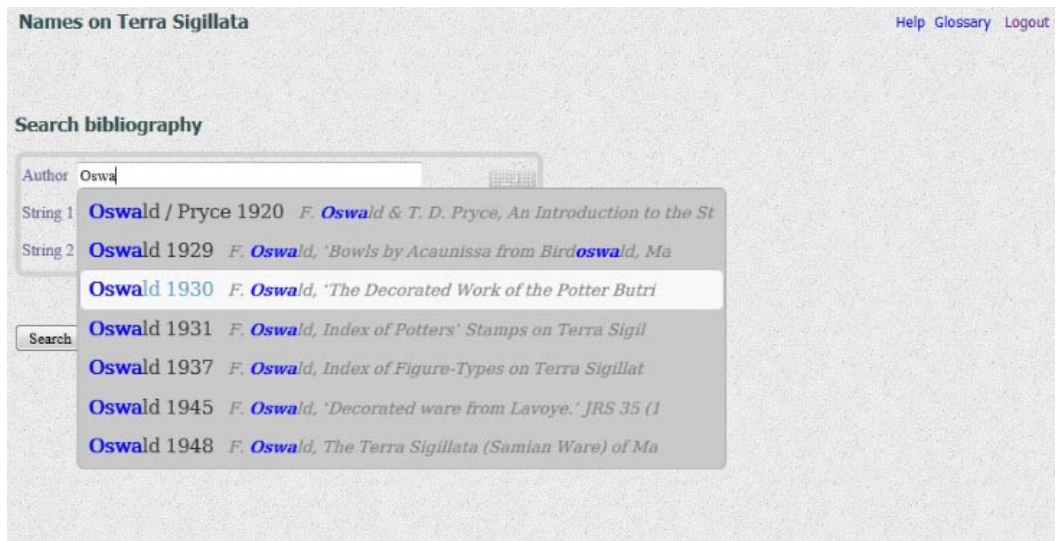 Names on Terra Sigillata
Help Glossary Logout
Search bibliography
Author Oswa
String 1
String 2
Oswald / Pryce 1920 F. Oswald & T. D. Pryce, An Introduction to the St
Oswald 1929 F. Oswald, ‘Bowls by Acaunissa from Birdoswald, Ma
Oswald 1930 F. Oswald, ‘The Decorated Work of the Potter Butri
Oswald 1931 F. Oswald, Index of Potters’ Stamps on Terra Sigil
Oswald 1937 F. Oswald, Index of Figure-Types on Terra Sigillat
Oswald 1945 F. Oswald, ‘Decorated ware from Lavoye.’ JRS 35 (1
Oswald 1948 F. Oswald, The Terra Sigillata (Samian Ware) of Ma
Search